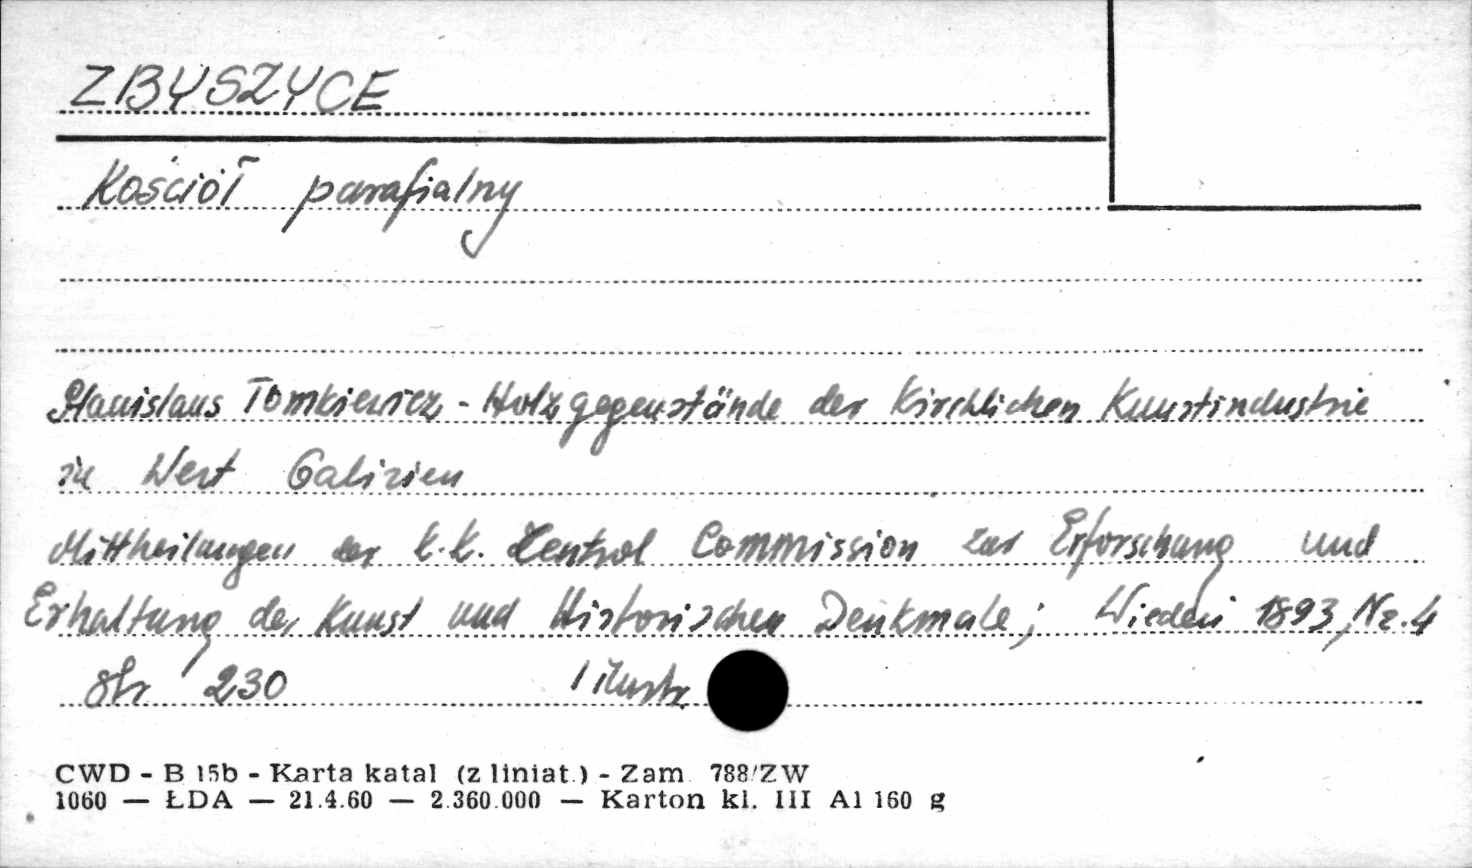 ZBYSZYCE
Kościół parafialny
Stanislaus Tomkiewicz - Holzgegenstände der Kirchlichen Kunstindustrie
in West Galizien
Mittheilungen der k.k. Zentral Commission zur Erforschung und
Erhaltung der Kunst und Historischen Denkmale; Wiedeń 1893, Nr. 4
str 230 1 ilustr.
CWD - B 15b - Karta katal (z liniat.) - Zam 788/ZW
1060 — ŁDA — 21.4.60 — 2.360.000 — Karton kl. III A1 160 g